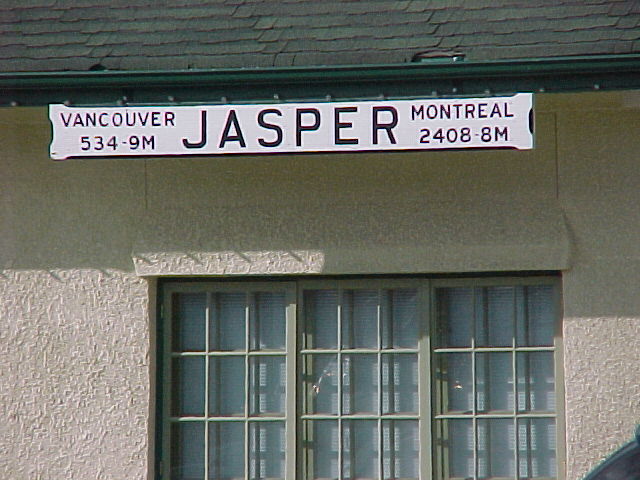 VANCOUVER
534-9M
JASPER
MONTREAL
2408-8M